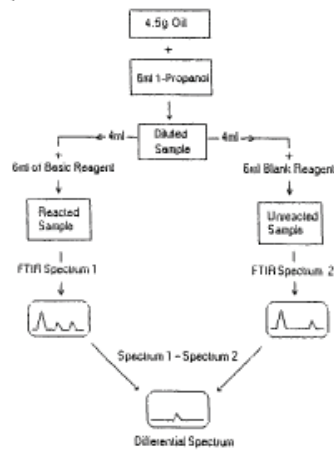 4.5g Oil
+
6ml 1-Propanol
4ml
Diluted
Sample
4ml
+
6ml of Basic Reagent
+
6ml Blank Reagent
Reacted
Sample
Unreacted
Sample
FTIR Spectrum 1
FTIR Spectrum 2
Spectrum 1 - Spectrum 2
Differential Spectrum